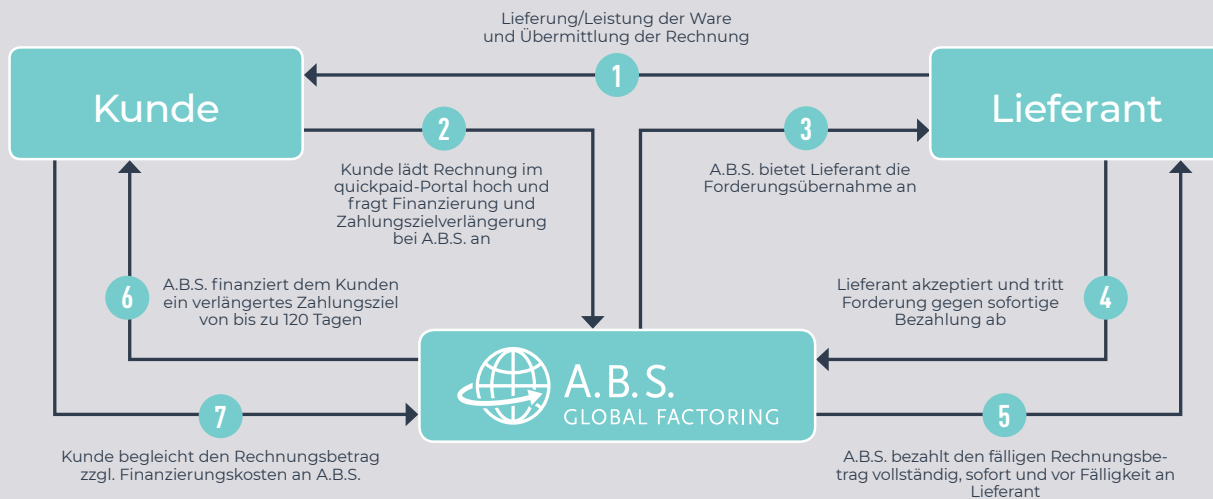 Lieferung/Leistung der Ware
und Übermittlung der Rechnung
1
Kunde
Lieferant
2
Kunde lädt Rechnung im
quickpaid-Portal hoch und
fragt Finanzierung und
Zahlungszielverlängerung
bei A.B.S. an
3
A.B.S. bietet Lieferant die
Forderungsübernahme an
6
A.B.S. finanziert dem Kunden
ein verlängertes Zahlungsziel
von bis zu 120 Tagen
Lieferant akzeptiert und tritt
Forderung gegen sofortige
Bezahlung ab
4
A.B.S.
GLOBAL FACTORING
7
Kunde begleicht den Rechnungsbetrag
zzgl. Finanzierungskosten an A.B.S.
5
A.B.S. bezahlt den fälligen Rechnungsbe-
trag vollständig, sofort und vor Fälligkeit an
Lieferant